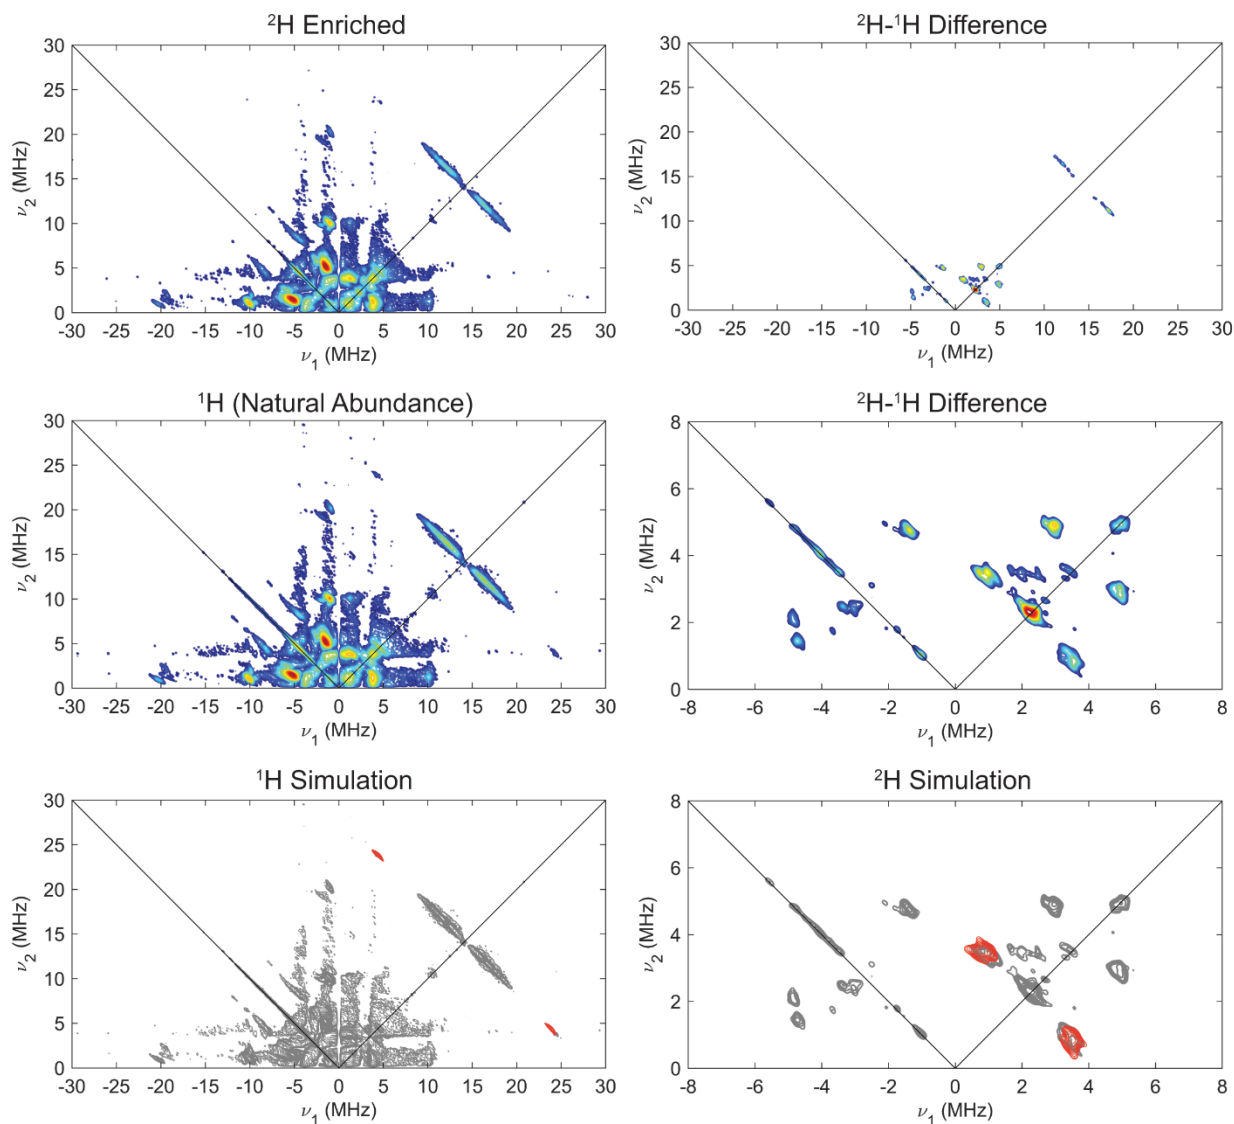 ²H Enriched
30
25
20
15
10
5
0
ν₂ (MHz)
-30 -25 -20 -15 -10 -5 0 5 10 15 20 25 30
ν₁ (MHz)
²H-¹H Difference
30
25
20
15
10
5
0
ν₂ (MHz)
-30 -25 -20 -15 -10 -5 0 5 10 15 20 25 30
ν₁ (MHz)
¹H (Natural Abundance)
30
25
20
15
10
5
0
ν₂ (MHz)
-30 -25 -20 -15 -10 -5 0 5 10 15 20 25 30
ν₁ (MHz)
²H-¹H Difference
8
6
4
2
0
ν₂ (MHz)
-8 -6 -4 -2 0 2 4 6 8
ν₁ (MHz)
¹H Simulation
30
25
20
15
10
5
0
ν₂ (MHz)
-30 -25 -20 -15 -10 -5 0 5 10 15 20 25 30
ν₁ (MHz)
²H Simulation
8
6
4
2
0
ν₂ (MHz)
-8 -6 -4 -2 0 2 4 6 8
ν₁ (MHz)